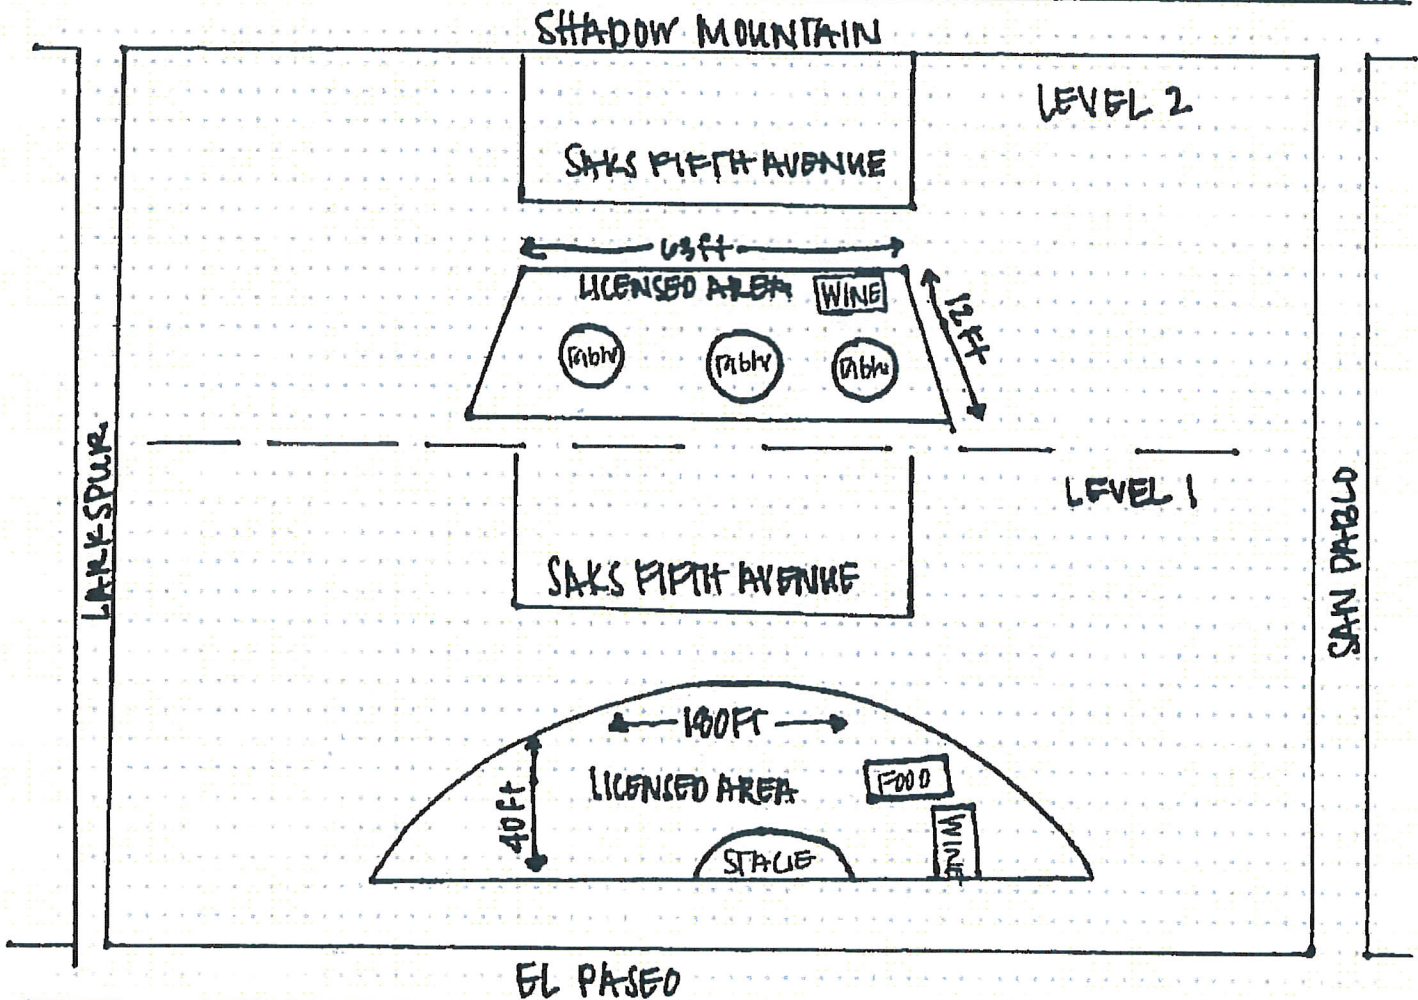 SHADOW MOUNTAIN
LEVEL 2
SAKS FIFTH AVENUE
63ft
LICENSED AREA
WINE
12ft
Table
Table
Table
LARKSPUR
LEVEL 1
SAN PABLO
SAKS FIFTH AVENUE
FT
LICENSED AREA
FOOD
40ft
WINE
STAGE
EL PASEO